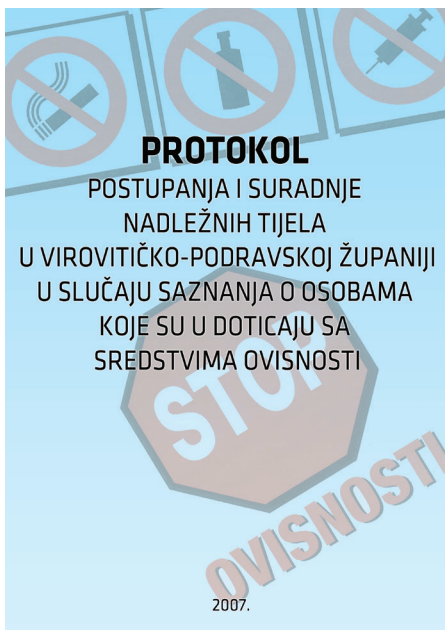 PROTOKOL
POSTUPANJA I SURADNJE
NADLEŽNIH TIJELA
U VIROVITIČKO-PODRAVSKOJ ŽUPANIJI
U SLUČAJU SAZNANJA O OSOBAMA
KOJE SU U DOTICAJU SA
SREDSTVIMA OVISNOSTI
STOP
OVISNOSTI
2007.